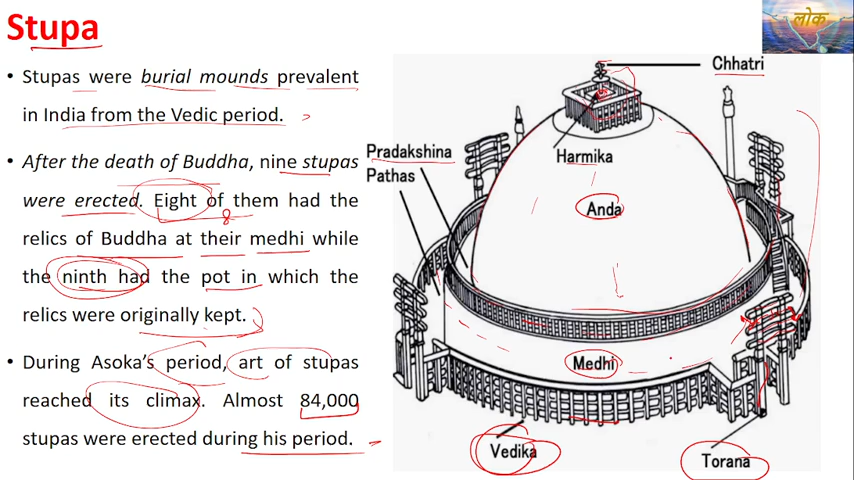 Stupa
• Stupas were burial mounds prevalent
in India from the Vedic period.
• After the death of Buddha, nine stupas
were erected. Eight of them had the
8
relics of Buddha at their medhi while
the ninth had the pot in which the
relics were originally kept.
• During Asoka's period, art of stupas
reached its climax. Almost 84,000
stupas were erected during his period.
लोक
Chhatri
Pradakshina
Pathas
Harmika
Anda
Medhi
Vedika
Torana